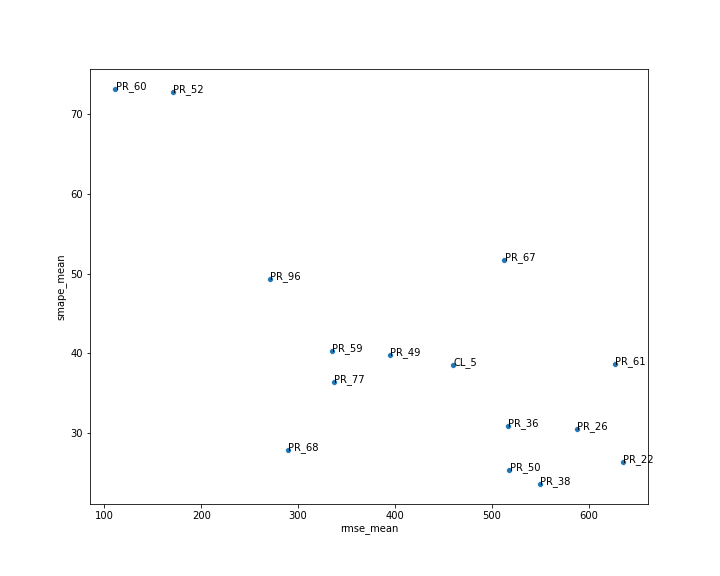 PR_60
PR_52
70
60
PR_67
50
PR_96
smape_mean
PR_59
PR_49
40
CL_5
PR_61
PR_77
PR_36
PR_26
30
PR_68
PR_22
PR_50
PR_38
100 200 300 400 500 600
rmse_mean